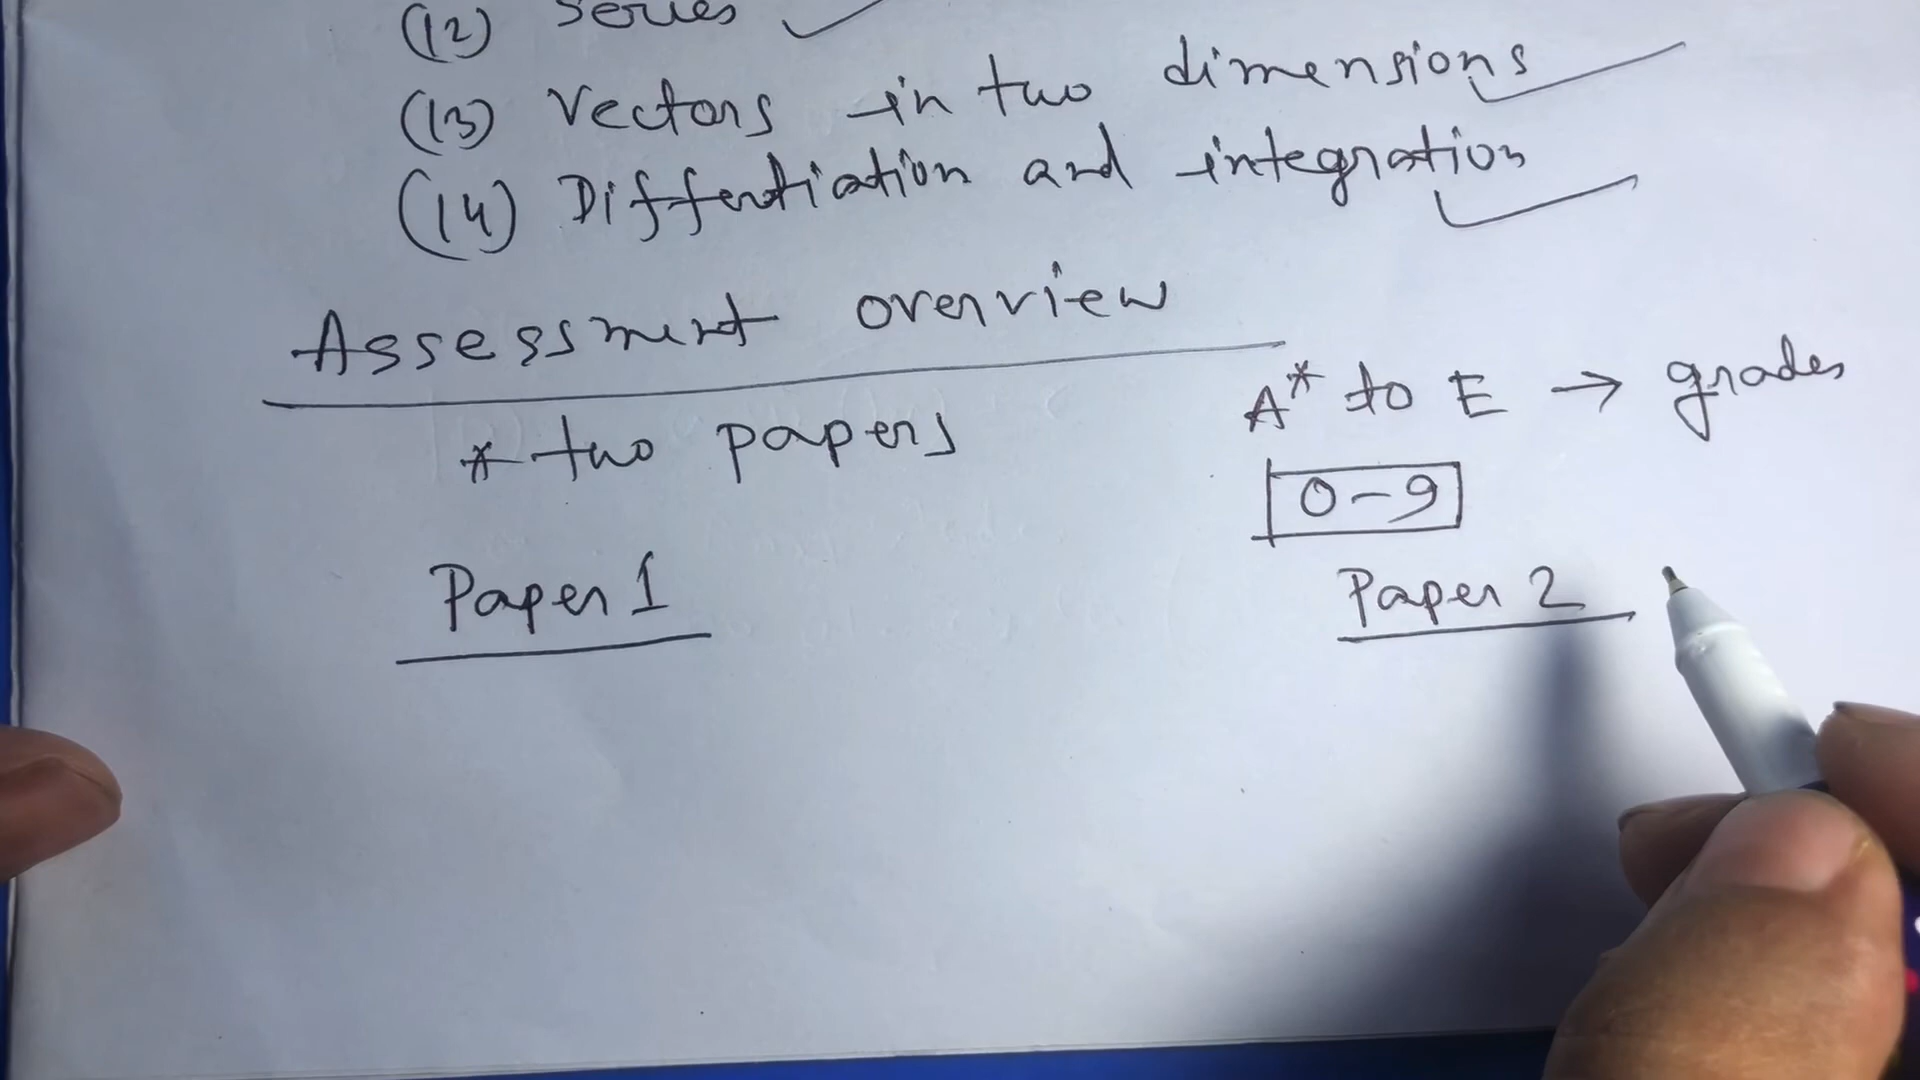 (12) Series
(13) Vectors in two dimensions
(14) Differtiation and integration
Assessment overview
A* to E → grades
* two papers
0-9
Paper 1
Paper 2